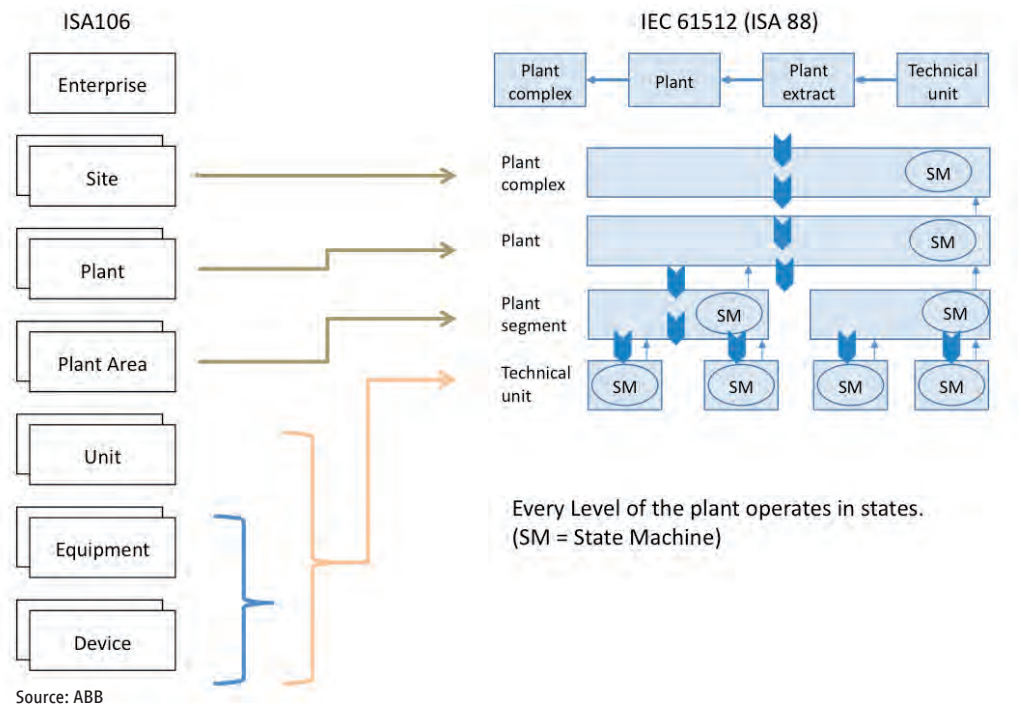 ISA106
Enterprise
Site
Plant
Plant Area
Unit
Equipment
Device
Source: ABB
IEC 61512 (ISA 88)
Plant
complex
Plant
Plant
extract
Technical
unit
Plant
complex
SM
Plant
SM
Plant
segment
SM
SM
Technical
unit
SM
SM
SM
SM
Every Level of the plant operates in states.
(SM = State Machine)